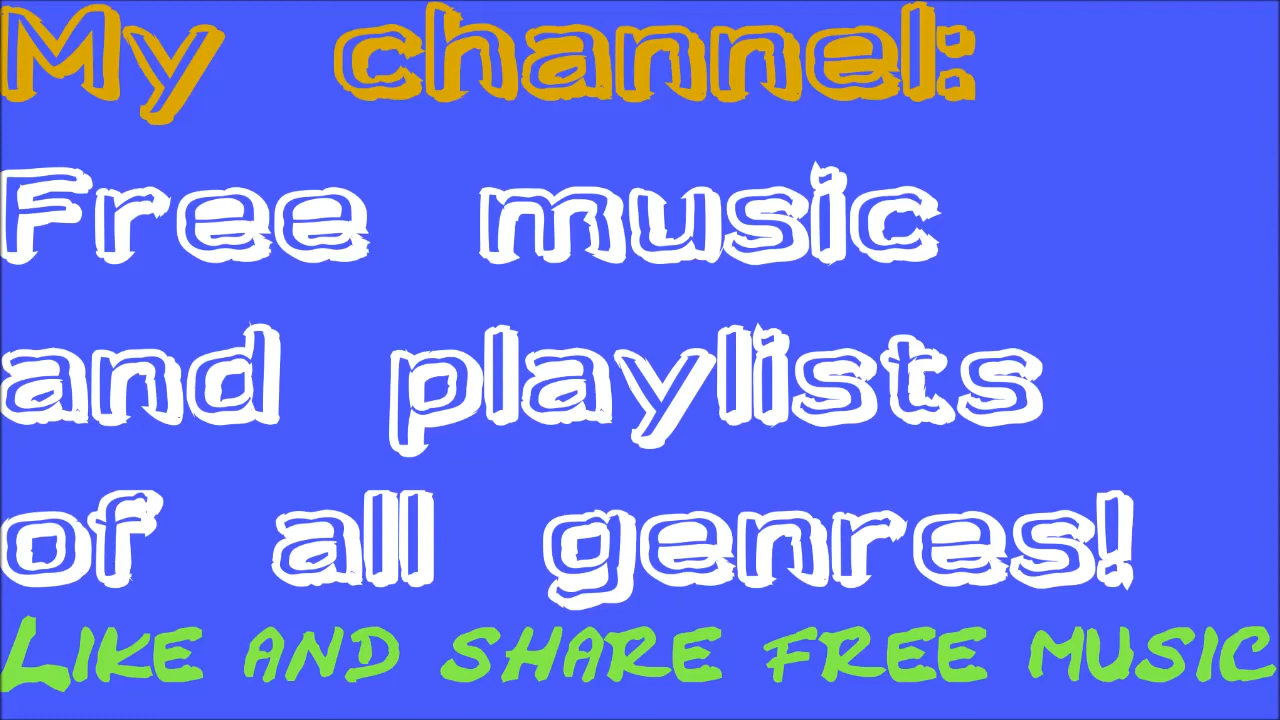 My channel:
Free music
and playlists
of all genres!
LIKE AND SHARE FREE MUSIC